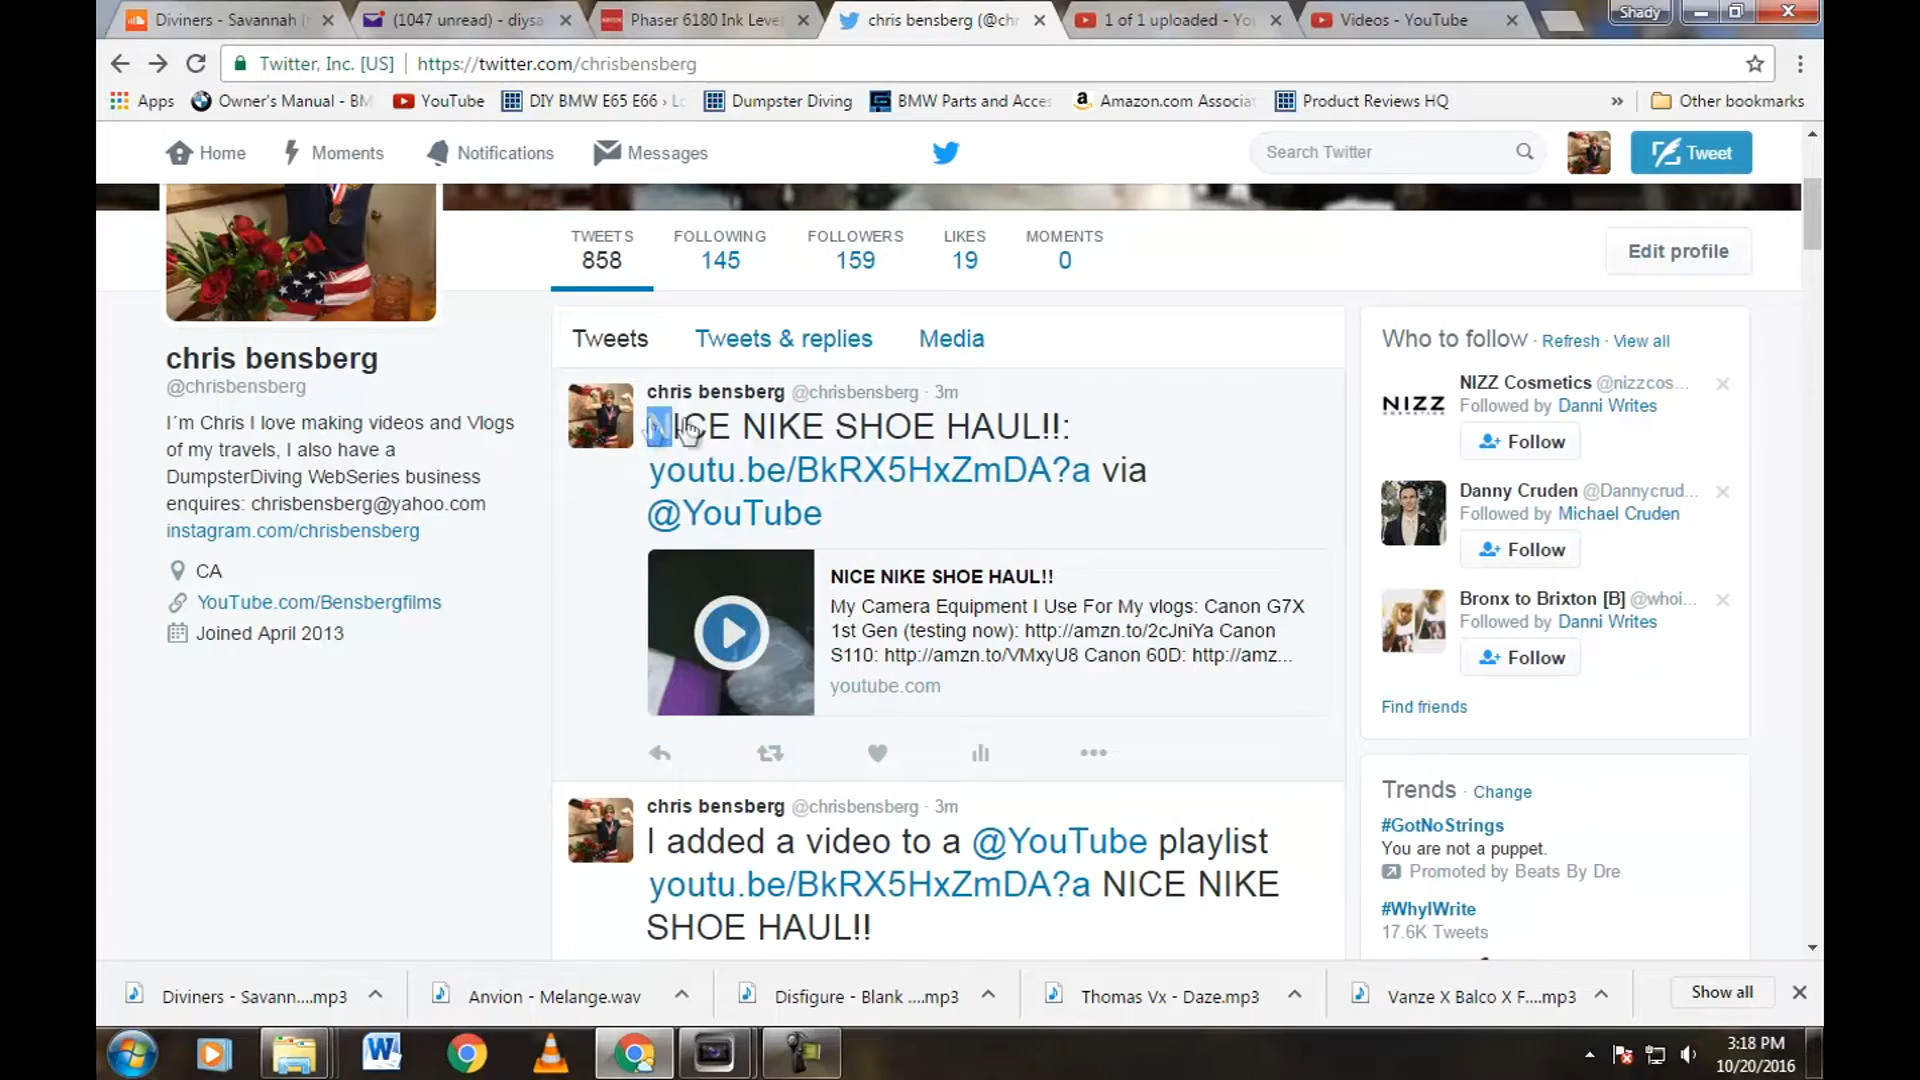 Diviners - Savannah (
(1047 unread) - diysa
Phaser 6180 Ink Leve
chris bensberg (@chr
1 of 1 uploaded - You
Videos - YouTube
Shady
Twitter, Inc. [US]
https://twitter.com/chrisbensberg
Apps
Owner's Manual - BM
YouTube
DIY BMW E65 E66 › Lo
Dumpster Diving
BMW Parts and Acces
Amazon.com Associat
Product Reviews HQ
»
Other bookmarks
Home
Moments
Notifications
Messages
Search Twitter
Tweet
TWEETS
858
FOLLOWING
145
FOLLOWERS
159
LIKES
19
MOMENTS
0
Edit profile
chris bensberg
@chrisbensberg
I´m Chris I love making videos and Vlogs
of my travels, I also have a
DumpsterDiving WebSeries business
enquires: chrisbensberg@yahoo.com
instagram.com/chrisbensberg
CA
YouTube.com/Bensbergfilms
Joined April 2013
Tweets
Tweets & replies
Media
chris bensberg @chrisbensberg · 3m
NICE NIKE SHOE HAUL!!:
youtu.be/BkRX5HxZmDA?a via
@YouTube
NICE NIKE SHOE HAUL!!
My Camera Equipment I Use For My vlogs: Canon G7X
1st Gen (testing now): http://amzn.to/2cJniYa Canon
S110: http://amzn.to/VMxyU8 Canon 60D: http://amz...
youtube.com
chris bensberg @chrisbensberg · 3m
I added a video to a @YouTube playlist
youtu.be/BkRX5HxZmDA?a NICE NIKE
SHOE HAUL!!
Who to follow · Refresh · View all
NIZZ
COSMETICS
NIZZ Cosmetics @nizzcos...
Followed by Danni Writes
Follow
Danny Cruden @Dannycrud...
Followed by Michael Cruden
Follow
Bronx to Brixton [B] @whoi...
Followed by Danni Writes
Follow
Find friends
Trends · Change
#GotNoStrings
You are not a puppet.
Promoted by Beats By Dre
#WhyIWrite
17.6K Tweets
Diviners - Savann....mp3
Anvion - Melange.wav
Disfigure - Blank ....mp3
Thomas Vx - Daze.mp3
Vanze X Balco X F....mp3
Show all
3:18 PM
10/20/2016